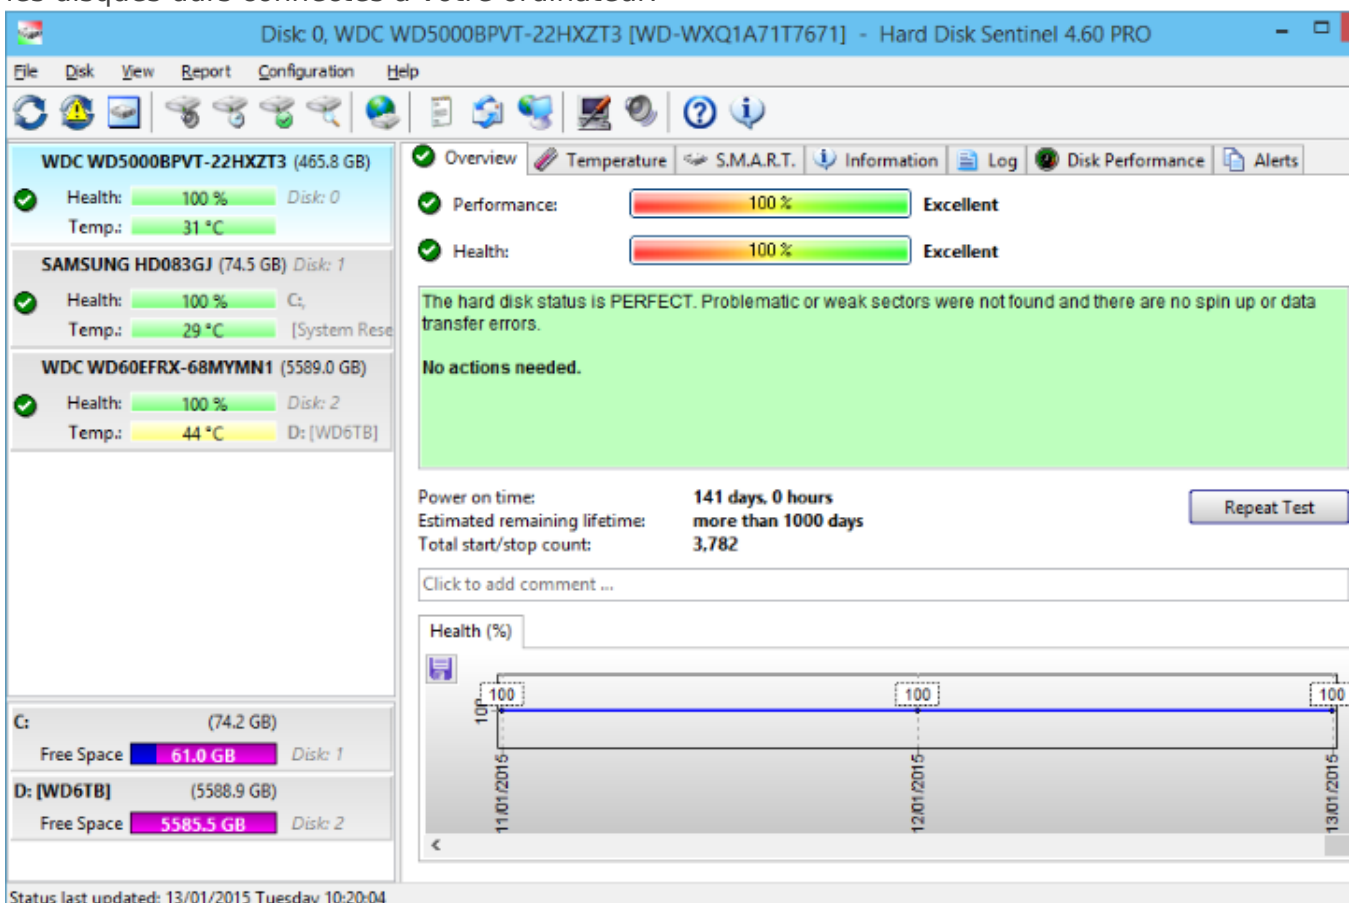 les disques durs connectés à votre ordinateur.
Disk: 0, WDC WD5000BPVT-22HXZT3 [WD-WXQ1A71T7671] - Hard Disk Sentinel 4.60 PRO
File Disk View Report Configuration Help
WDC WD5000BPVT-22HXZT3 (465.8 GB)
Health: 100 % Disk: 0
Temp.: 31 °C
SAMSUNG HD083GJ (74.5 GB) Disk: 1
Health: 100 % C:,
Temp.: 29 °C [System Rese
WDC WD60EFRX-68MYMN1 (5589.0 GB)
Health: 100 % Disk: 2
Temp.: 44 °C D: [WD6TB]
C: (74.2 GB)
Free Space 61.0 GB Disk: 1
D: [WD6TB] (5588.9 GB)
Free Space 5585.5 GB Disk: 2
Overview Temperature S.M.A.R.T. Information Log Disk Performance Alerts
Performance: 100 % Excellent
Health: 100 % Excellent
The hard disk status is PERFECT. Problematic or weak sectors were not found and there are no spin up or data
transfer errors.
No actions needed.
Power on time: 141 days, 0 hours
Estimated remaining lifetime: more than 1000 days
Total start/stop count: 3,782
Repeat Test
Click to add comment ...
Health (%)
100
100 100 100
11/01/2015 12/01/2015 13/01/2015
Status last updated: 13/01/2015 Tuesday 10:20:04